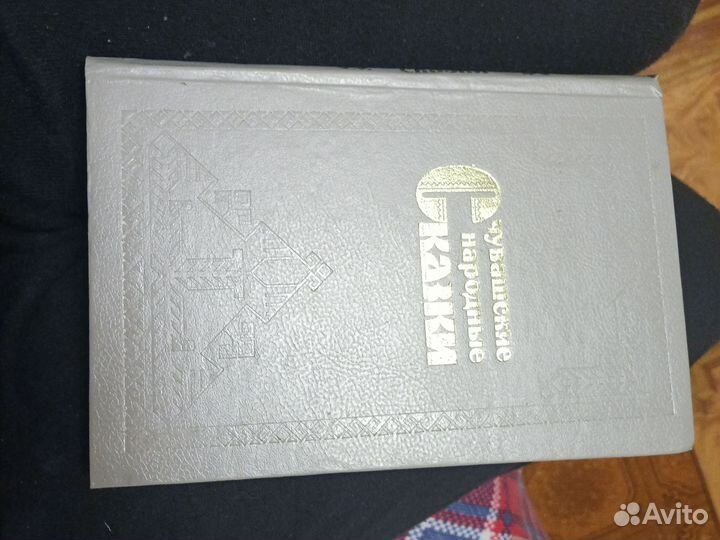 Чувашские
народные
Сказки
Avito